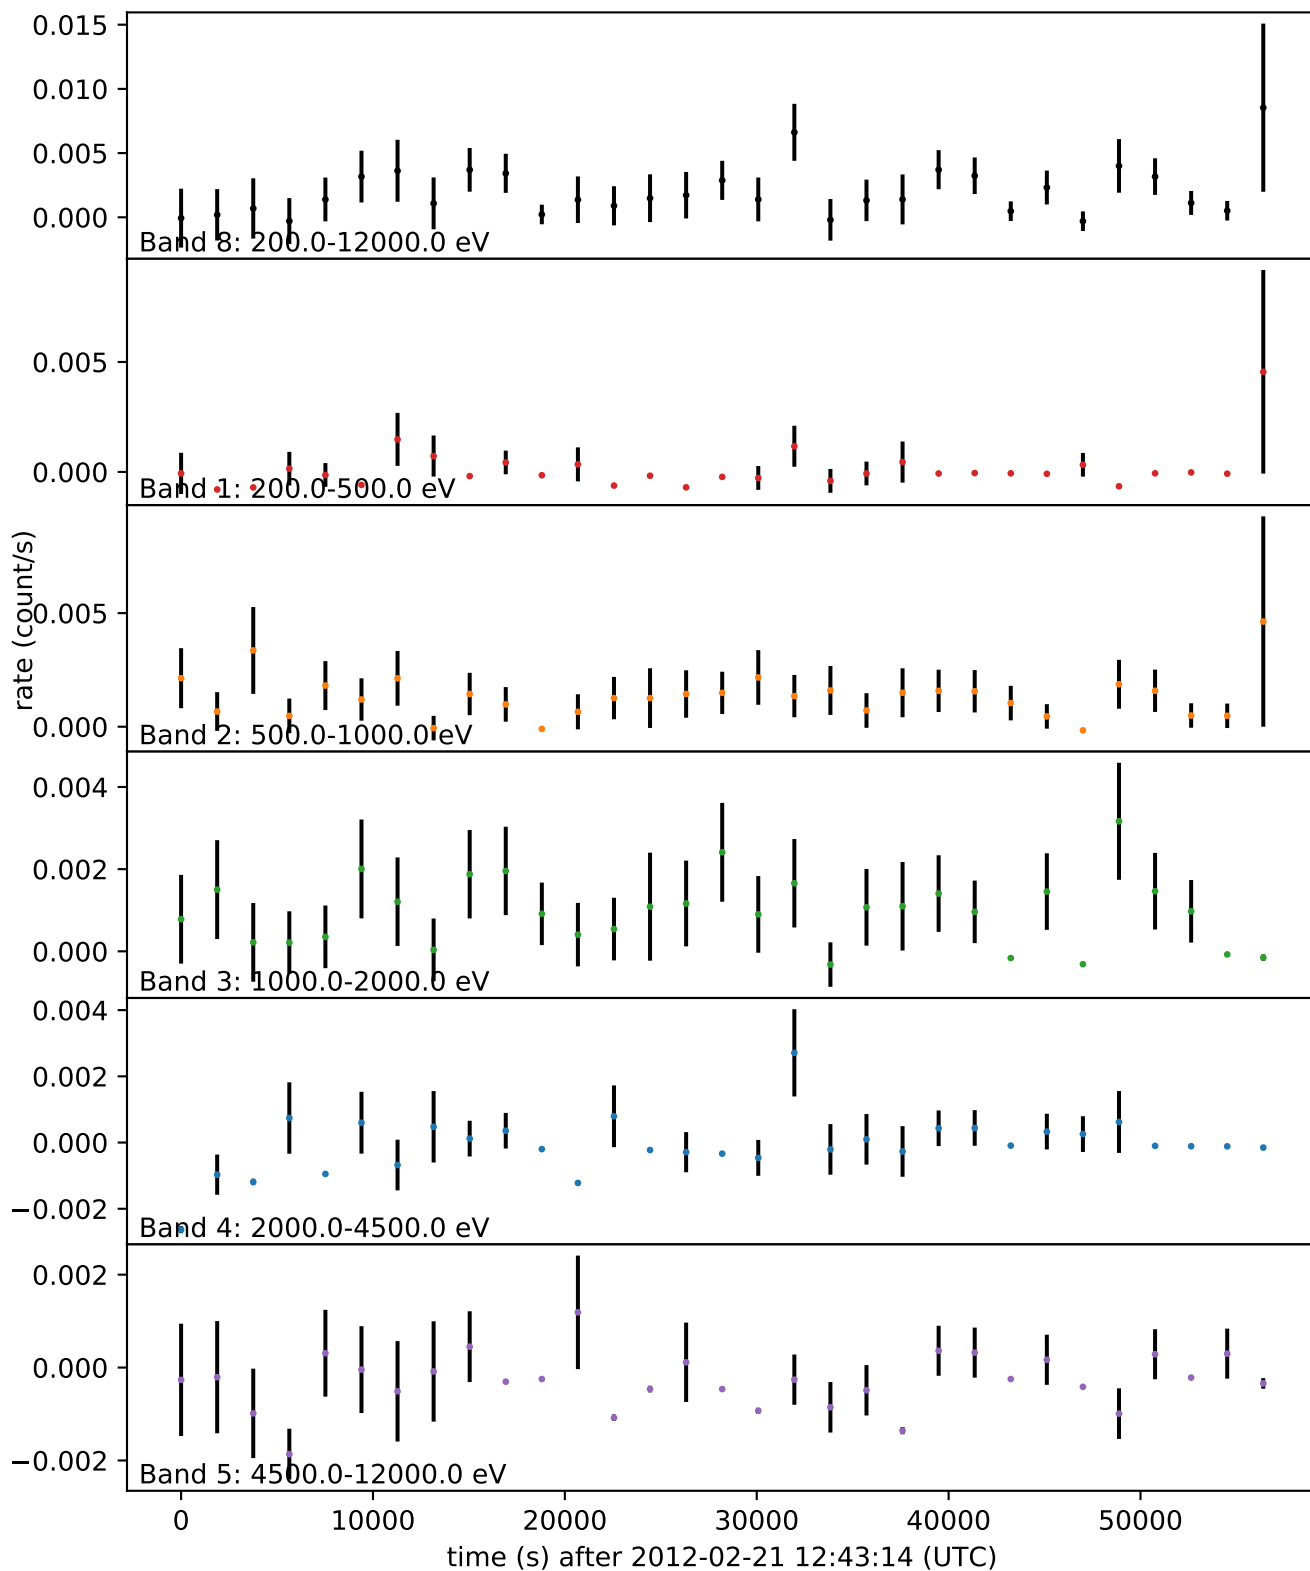 0.015
0.010
0.005
0.000
Band 8: 200.0-12000.0 eV
0.005
0.000
Band 1: 200.0-500.0 eV
rate (count/s)
0.005
0.000
Band 2: 500.0-1000.0 eV
0.004
0.002
0.000
Band 3: 1000.0-2000.0 eV
0.004
0.002
0.000
−0.002
Band 4: 2000.0-4500.0 eV
0.002
0.000
−0.002
Band 5: 4500.0-12000.0 eV
0 10000 20000 30000 40000 50000
time (s) after 2012-02-21 12:43:14 (UTC)